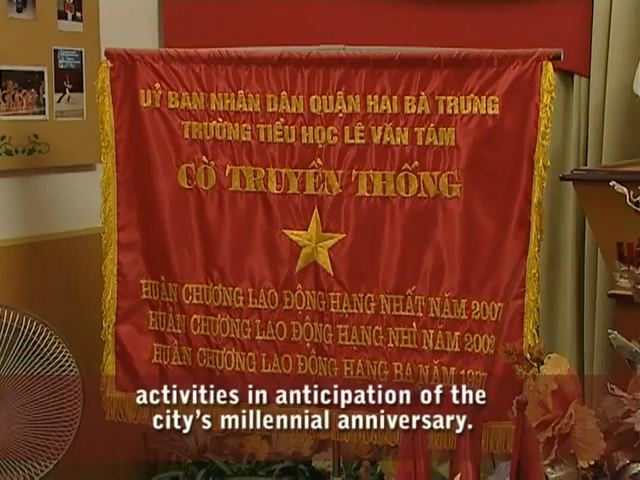 UỶ BAN NHÂN DÂN QUẬN HAI BÀ TRƯNG
TRƯỜNG TIỂU HỌC LÊ VĂN TÁM
CỜ TRUYỀN THỐNG
HUÂN CHƯƠNG LAO ĐỘNG HẠNG NHẤT NĂM 2007
HUÂN CHƯƠNG LAO ĐỘNG HẠNG NHÌ NĂM 2002
HUÂN CHƯƠNG LAO ĐỘNG HẠNG BA NĂM 1997
activities in anticipation of the
city's millennial anniversary.